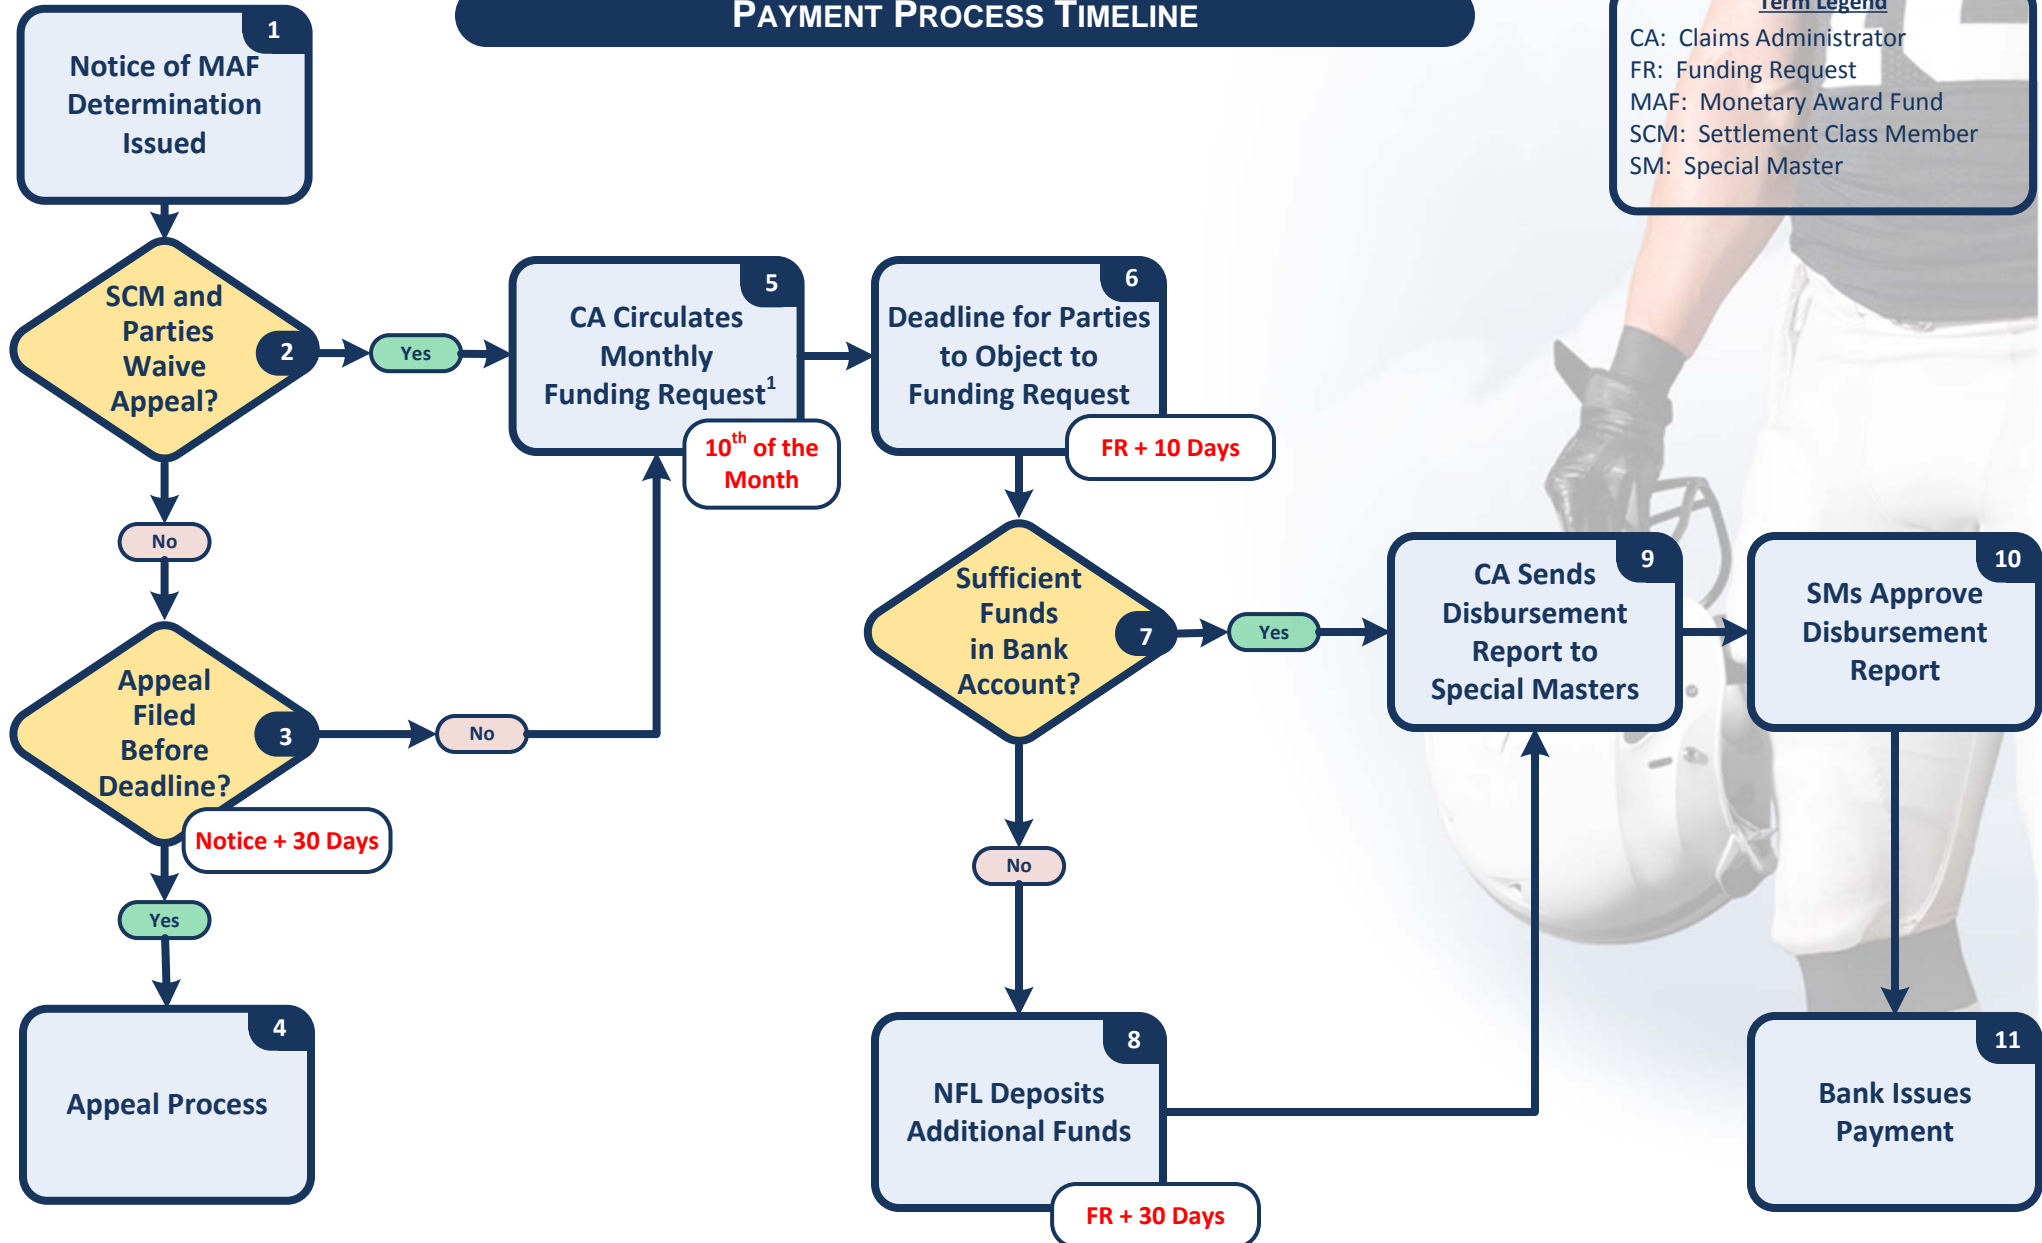 PAYMENT PROCESS TIMELINE
Term Legend
CA: Claims Administrator
FR: Funding Request
MAF: Monetary Award Fund
SCM: Settlement Class Member
SM: Special Master
1
Notice of MAF
Determination
Issued
SCM and
Parties
Waive
Appeal?
2
Yes
No
Appeal
Filed
Before
Deadline?
3
Notice + 30 Days
No
Yes
4
Appeal Process
5
CA Circulates
Monthly
Funding Request1
10th of the
Month
6
Deadline for Parties
to Object to
Funding Request
FR + 10 Days
Sufficient
Funds
in Bank
Account?
7
Yes
No
8
NFL Deposits
Additional Funds
FR + 30 Days
9
CA Sends
Disbursement
Report to
Special Masters
10
SMs Approve
Disbursement
Report
11
Bank Issues
Payment